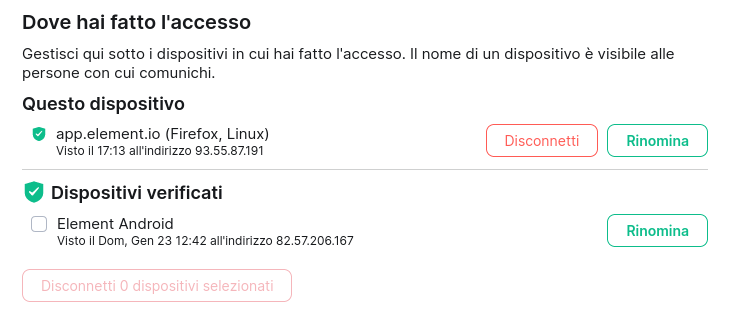 Dove hai fatto l'accesso
Gestisci qui sotto i dispositivi in cui hai fatto l'accesso. Il nome di un dispositivo è visibile alle
persone con cui comunichi.
Questo dispositivo
app.element.io (Firefox, Linux)
Visto il 17:13 all'indirizzo 93.55.87.191
Disconnetti
Rinomina
Dispositivi verificati
Element Android
Visto il Dom, Gen 23 12:42 all'indirizzo 82.57.206.167
Rinomina
Disconnetti 0 dispositivi selezionati